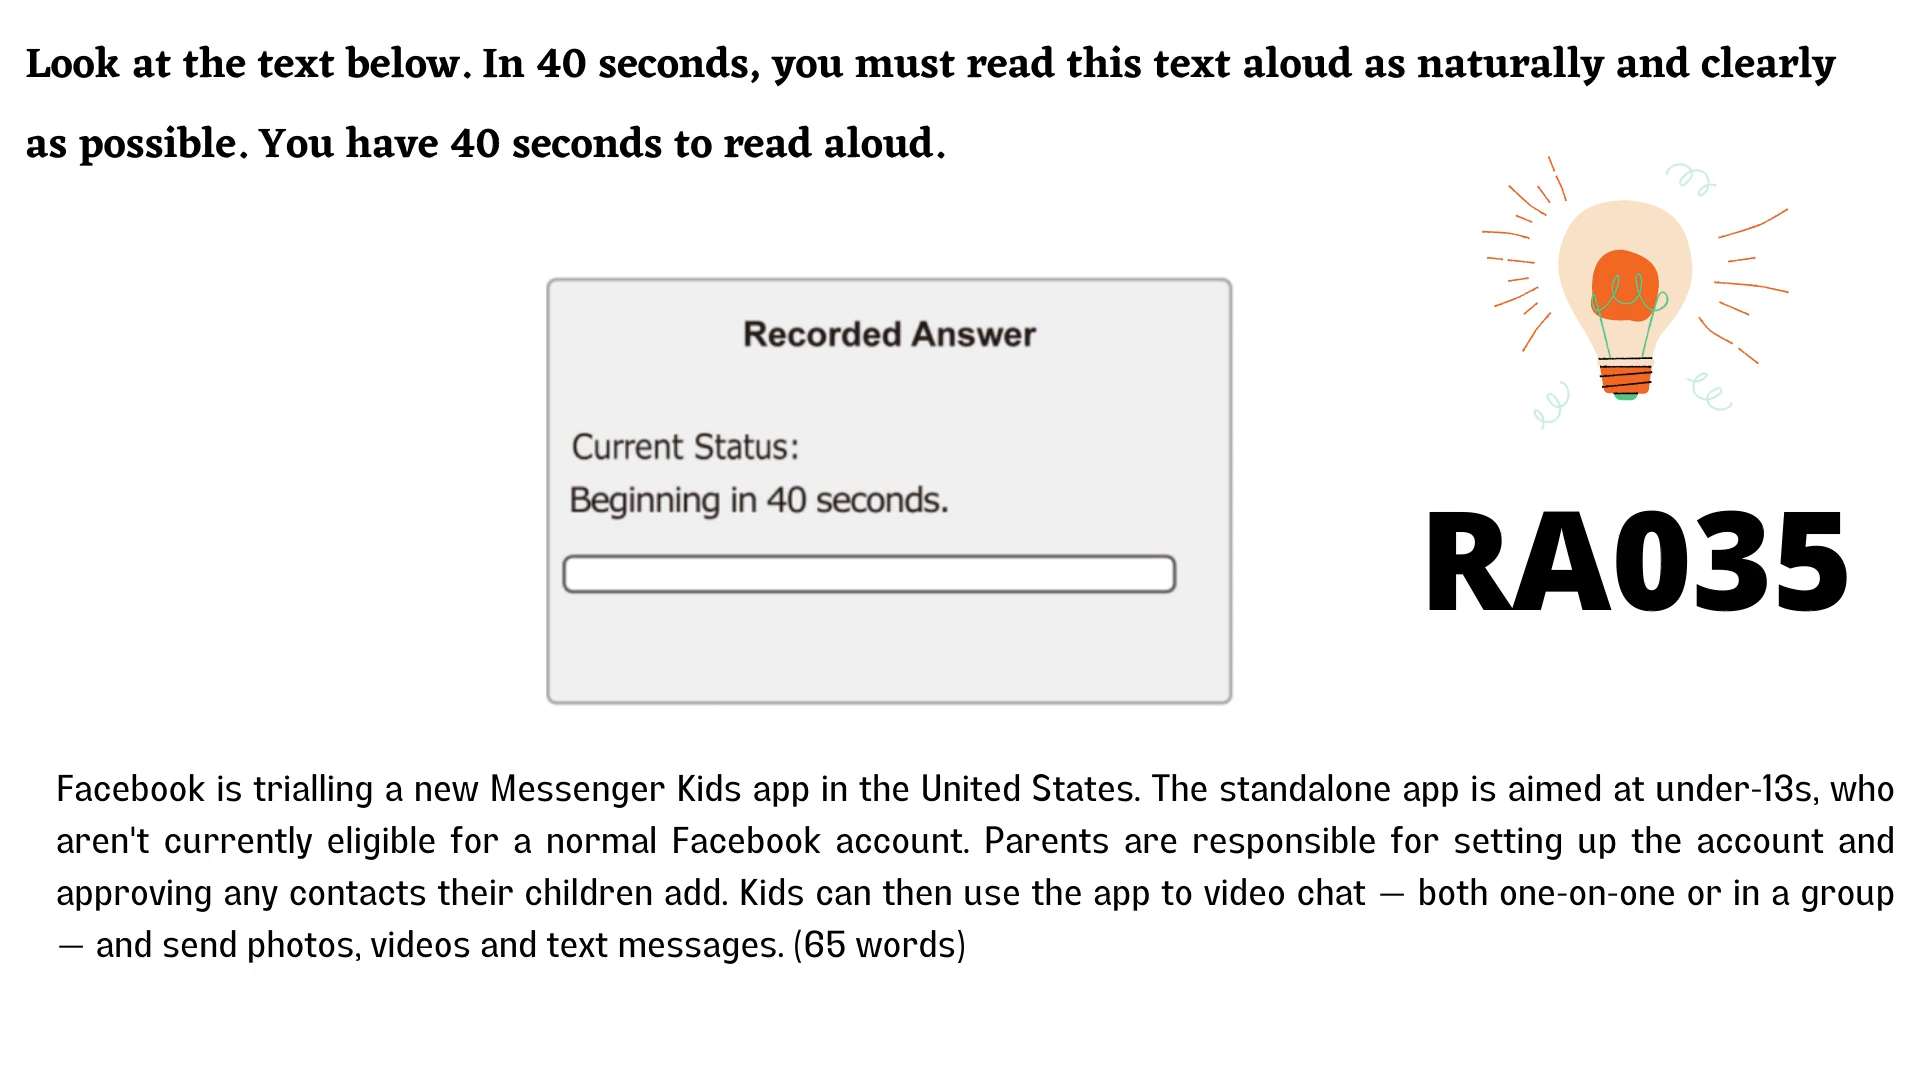 Look at the text below. In 40 seconds, you must read this text aloud as naturally and clearly
as possible. You have 40 seconds to read aloud.
Recorded Answer
Current Status:
Beginning in 40 seconds.
RA035
Facebook is trialling a new Messenger Kids app in the United States. The standalone app is aimed at under-13s, who
aren't currently eligible for a normal Facebook account. Parents are responsible for setting up the account and
approving any contacts their children add. Kids can then use the app to video chat — both one-on-one or in a group
— and send photos, videos and text messages. (65 words)